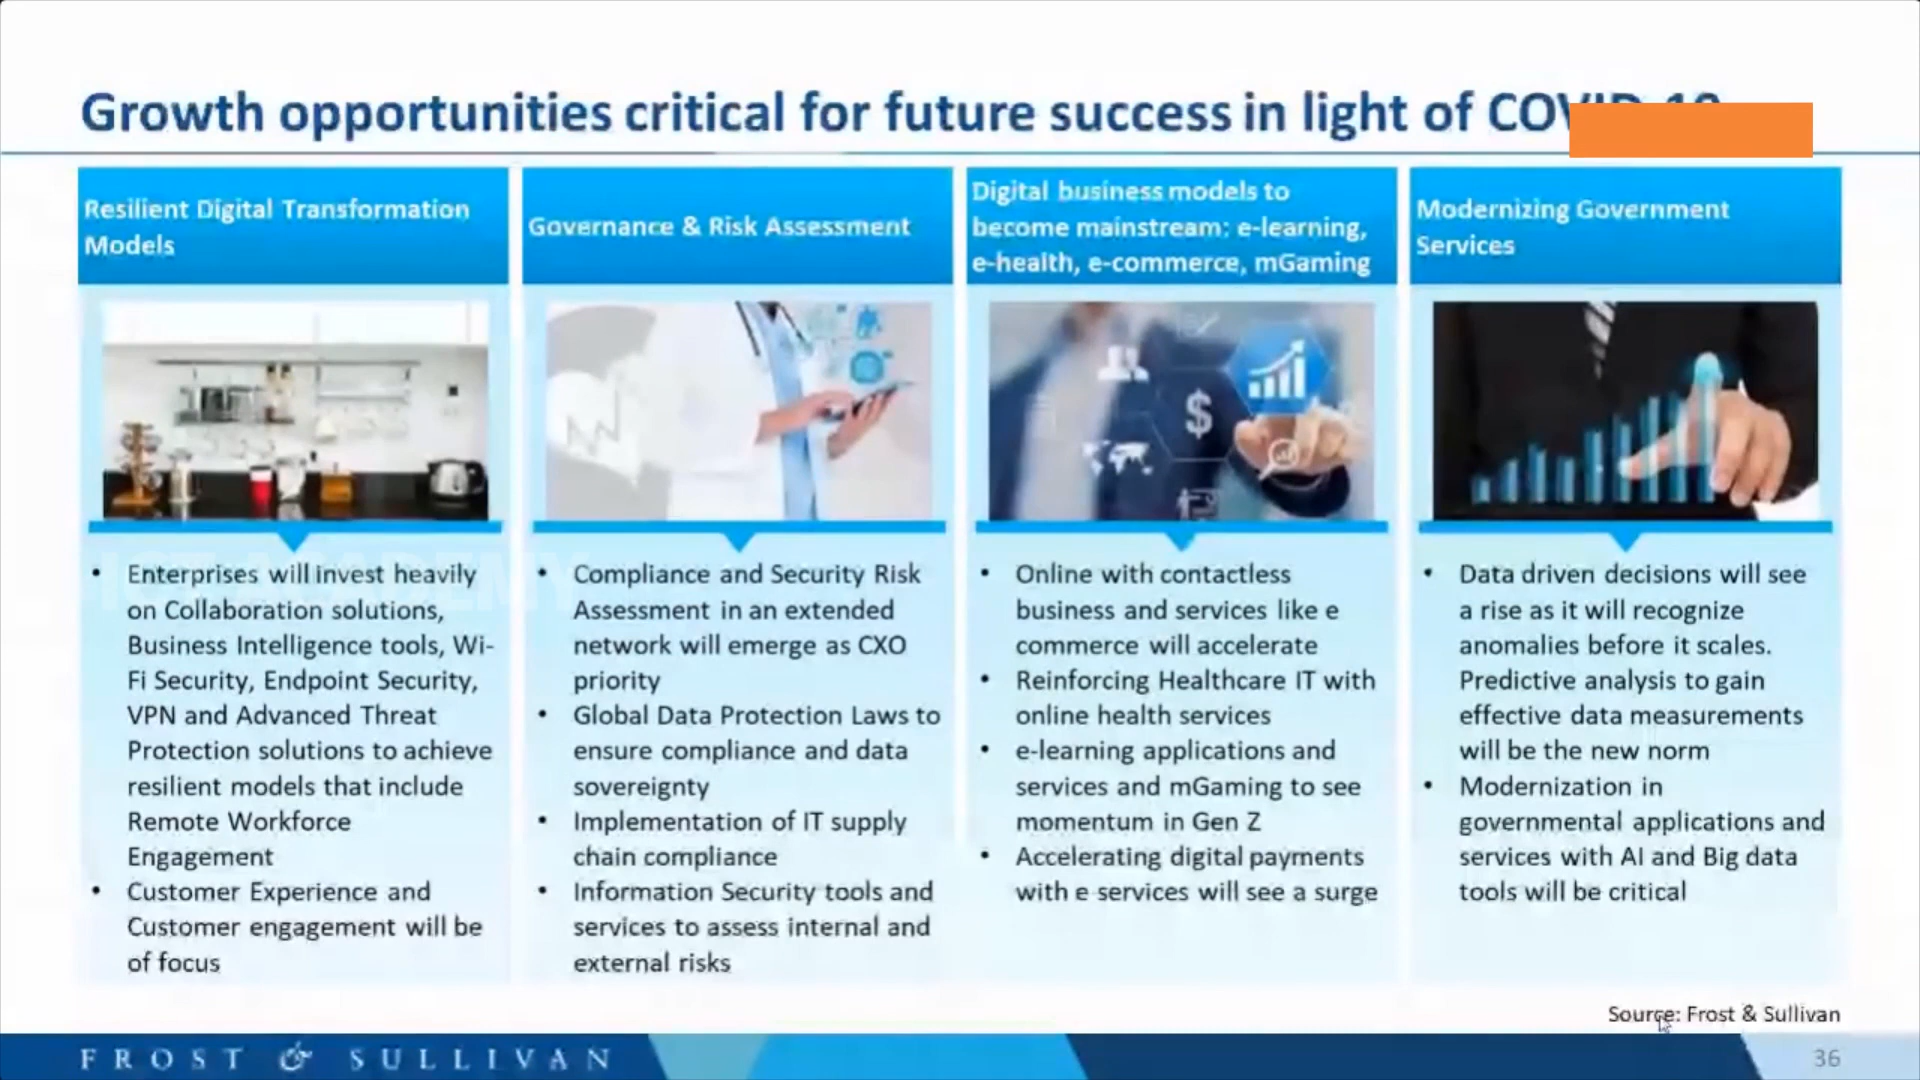 Growth opportunities critical for future success in light of COVID-19
Resilient Digital Transformation
Models
Governance & Risk Assessment
Digital business models to
become mainstream: e-learning,
e-health, e-commerce, mGaming
Modernizing Government
Services
ICT ACADEMY
• Enterprises will invest heavily
on Collaboration solutions,
Business Intelligence tools, Wi-
Fi Security, Endpoint Security,
VPN and Advanced Threat
Protection solutions to achieve
resilient models that include
Remote Workforce
Engagement
• Customer Experience and
Customer engagement will be
of focus
• Compliance and Security Risk
Assessment in an extended
network will emerge as CXO
priority
• Global Data Protection Laws to
ensure compliance and data
sovereignty
• Implementation of IT supply
chain compliance
• Information Security tools and
services to assess internal and
external risks
• Online with contactless
business and services like e
commerce will accelerate
• Reinforcing Healthcare IT with
online health services
• e-learning applications and
services and mGaming to see
momentum in Gen Z
• Accelerating digital payments
with e services will see a surge
• Data driven decisions will see
a rise as it will recognize
anomalies before it scales.
Predictive analysis to gain
effective data measurements
will be the new norm
• Modernization in
governmental applications and
services with AI and Big data
tools will be critical
Source: Frost & Sullivan
FROST & SULLIVAN
36